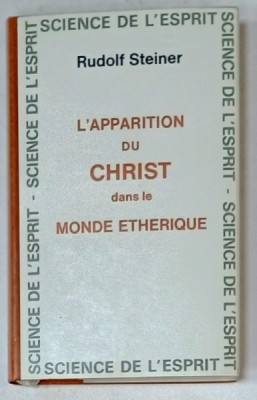 SCIENCE DE L'ESPRIT
Rudolf Steiner
L'APPARITION
DU
CHRIST
dans le
MONDE ETHERIQUE
SCIENCE DE L'ESPRIT - SCIENCE DE L'ESPRIT
SCIENCE DE L'ESPRIT - SCIENCE DE L'ESPRIT
SCIENCE DE L'ESPRIT